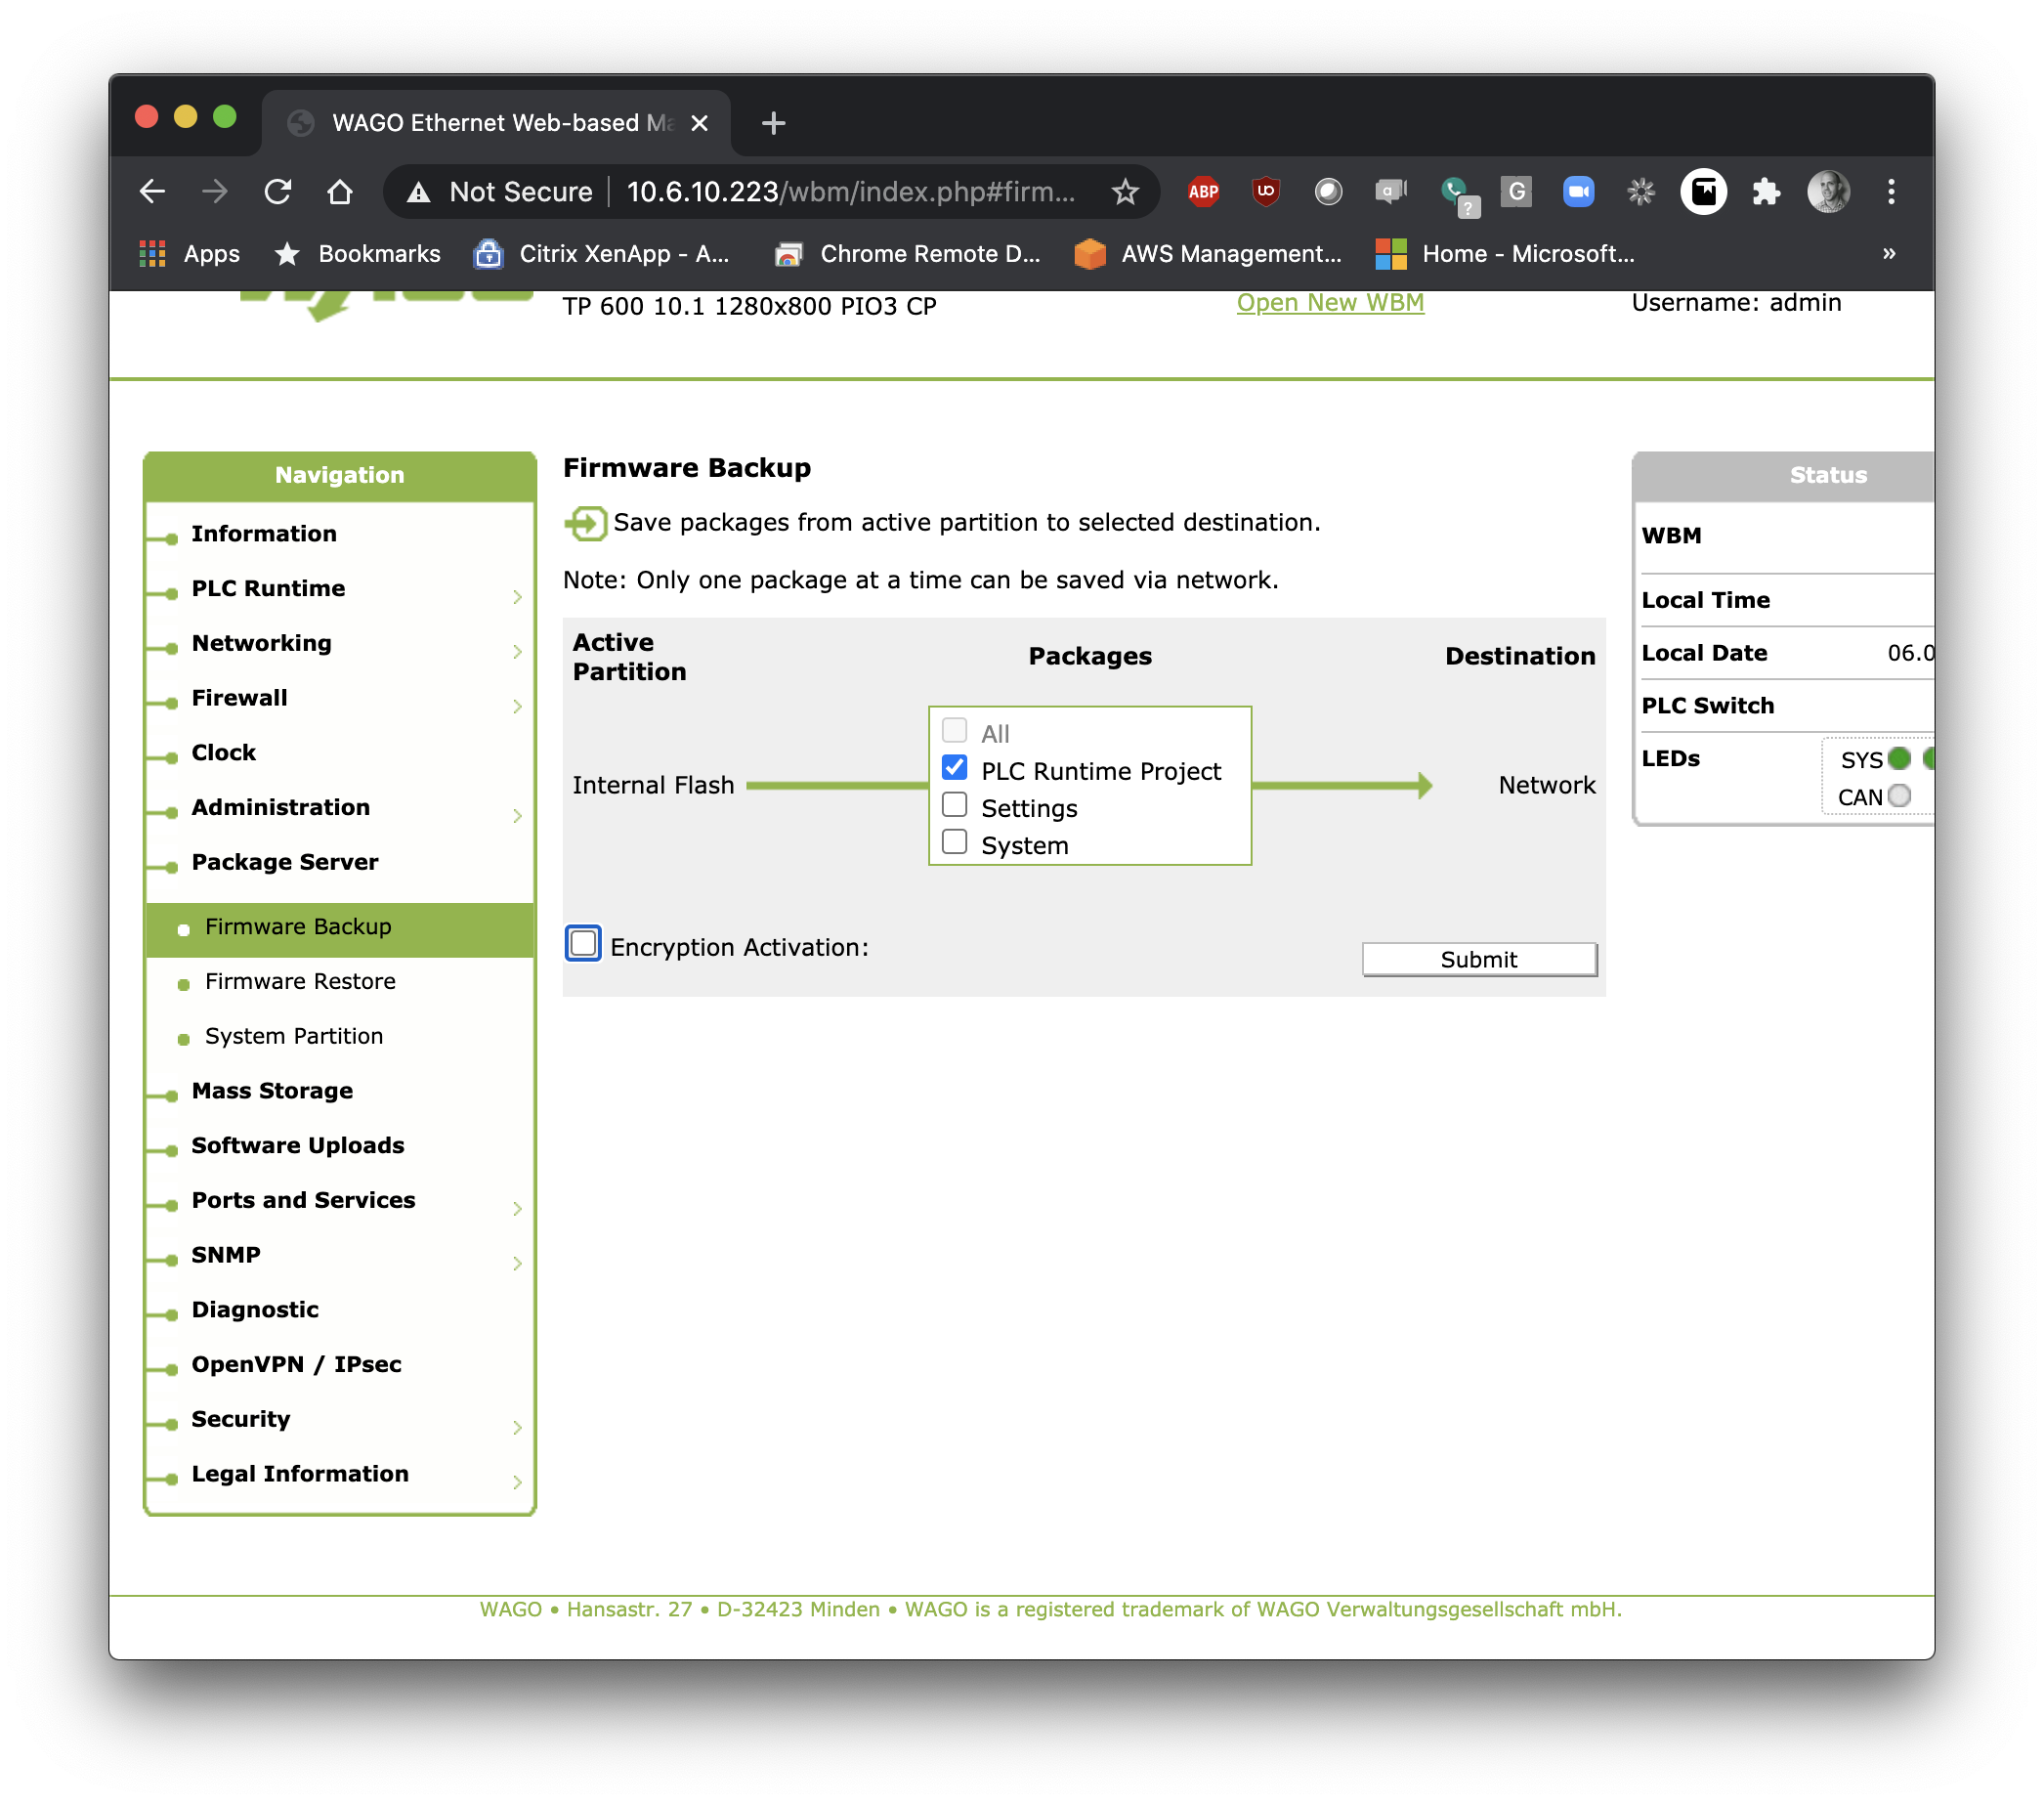 WAGO Ethernet Web-based Ma
Not Secure 10.6.10.223/wbm/index.php#firm...
ABP
UO
a
?
G
Apps Bookmarks Citrix XenApp - A... Chrome Remote D... AWS Management... Home - Microsoft... »
TP 600 10.1 1280x800 PIO3 CP Open New WBM Username: admin
Navigation
Information
PLC Runtime
Networking
Firewall
Clock
Administration
Package Server
Firmware Backup
Firmware Restore
System Partition
Mass Storage
Software Uploads
Ports and Services
SNMP
Diagnostic
OpenVPN / IPsec
Security
Legal Information
Firmware Backup
Save packages from active partition to selected destination.
Note: Only one package at a time can be saved via network.
Active
Partition
Packages
Destination
Internal Flash
All
PLC Runtime Project
Settings
System
Network
Encryption Activation:
Submit
Status
WBM
Local Time
Local Date 06.0
PLC Switch
LEDs SYS
CAN
WAGO • Hansastr. 27 • D-32423 Minden • WAGO is a registered trademark of WAGO Verwaltungsgesellschaft mbH.